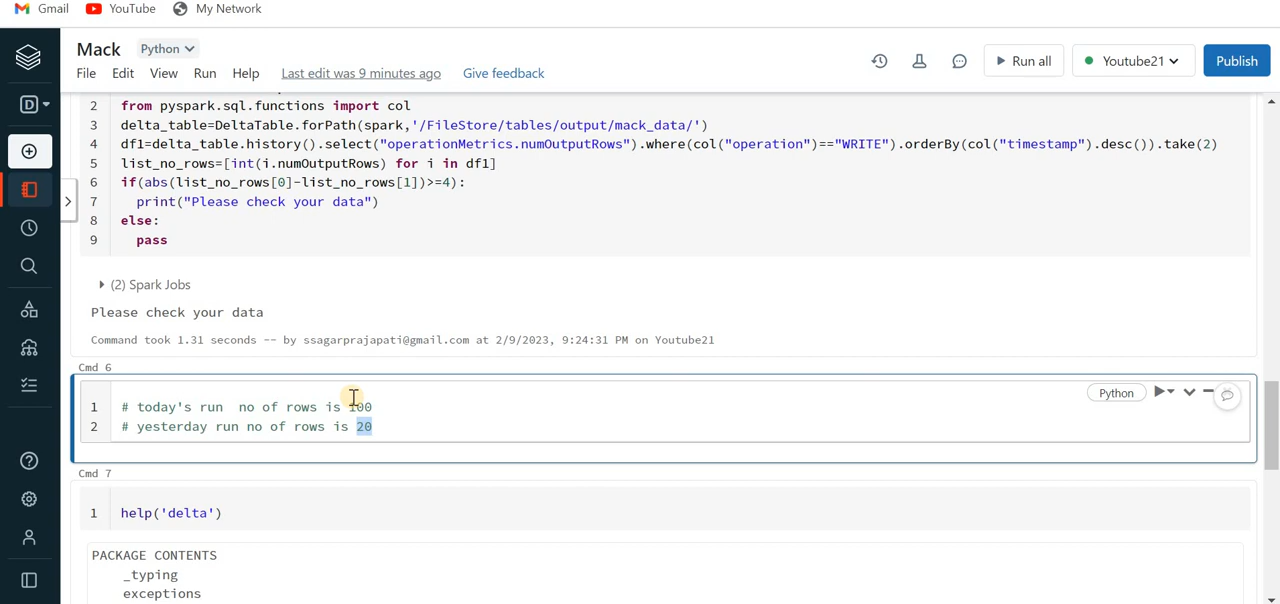 Gmail YouTube My Network
Mack Python
File Edit View Run Help Last edit was 9 minutes ago Give feedback
Run all Youtube21 Publish
D
2 from pyspark.sql.functions import col
3 delta_table=DeltaTable.forPath(spark,'/FileStore/tables/output/mack_data/')
4 df1=delta_table.history().select("operationMetrics.numOutputRows").where(col("operation")=="WRITE").orderBy(col("timestamp").desc()).take(2)
5 list_no_rows=[int(i.numOutputRows) for i in df1]
6 if(abs(list_no_rows[0]-list_no_rows[1])>=4):
7 print("Please check your data")
8 else:
9 pass
(2) Spark Jobs
Please check your data
Command took 1.31 seconds -- by ssagarprajapati@gmail.com at 2/9/2023, 9:24:31 PM on Youtube21
Cmd 6
Python
1 # today's run no of rows is 100
2 # yesterday run no of rows is 20
Cmd 7
1 help('delta')
PACKAGE CONTENTS
_typing
exceptions